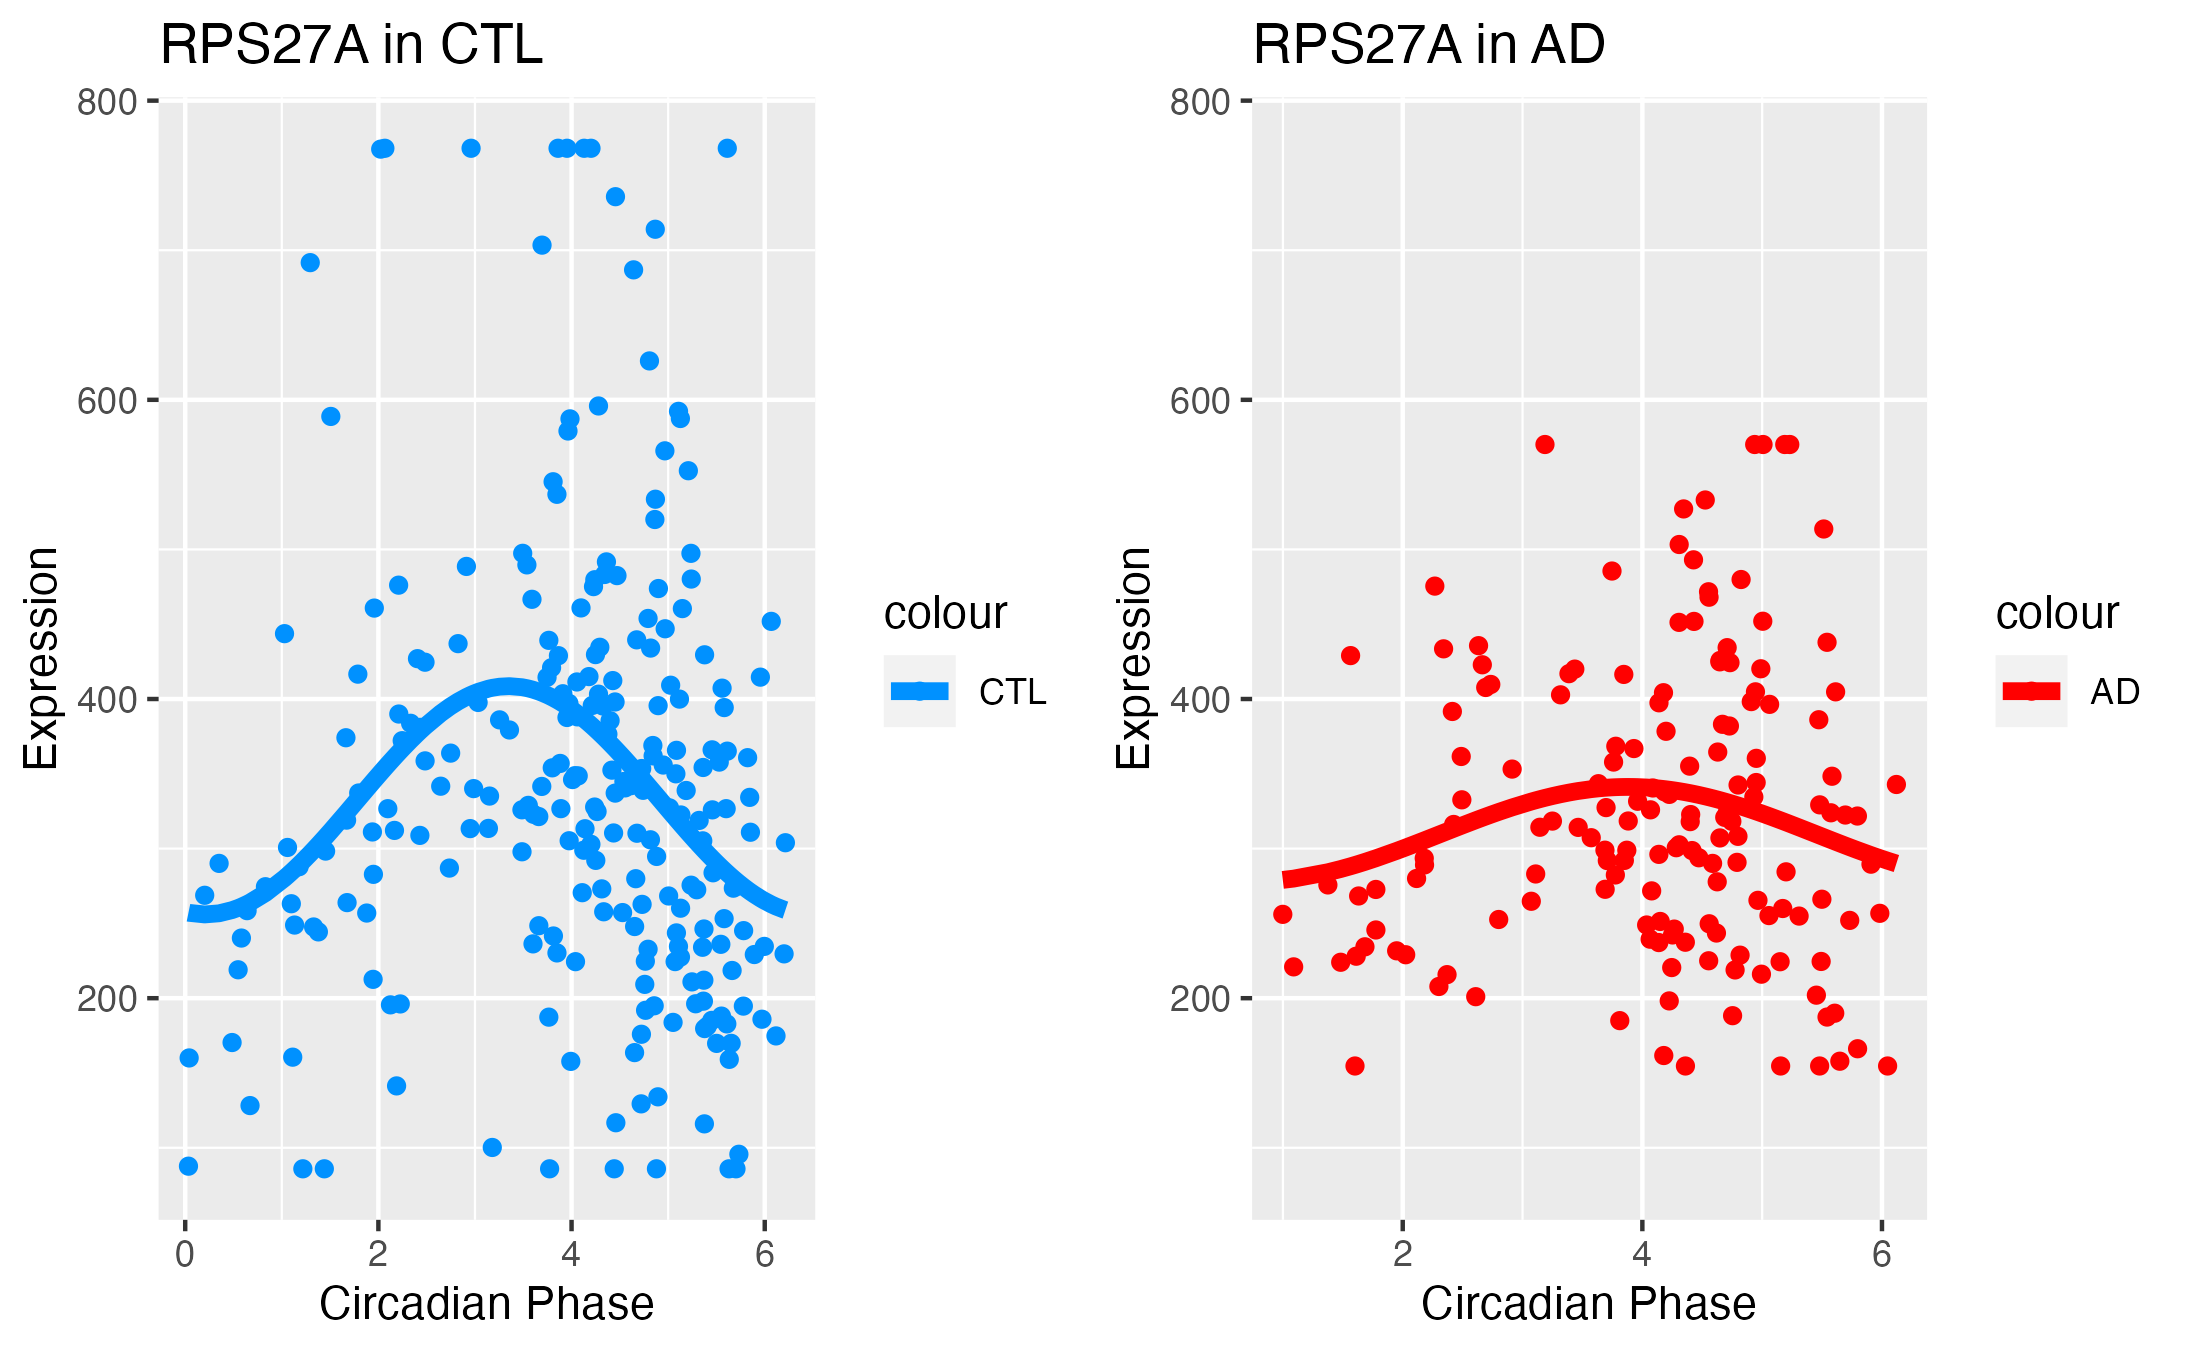 RPS27A in CTL
800
600
400
200
Expression
0 2 4 6
Circadian Phase
colour
CTL
RPS27A in AD
800
600
400
200
Expression
2 4 6
Circadian Phase
colour
AD